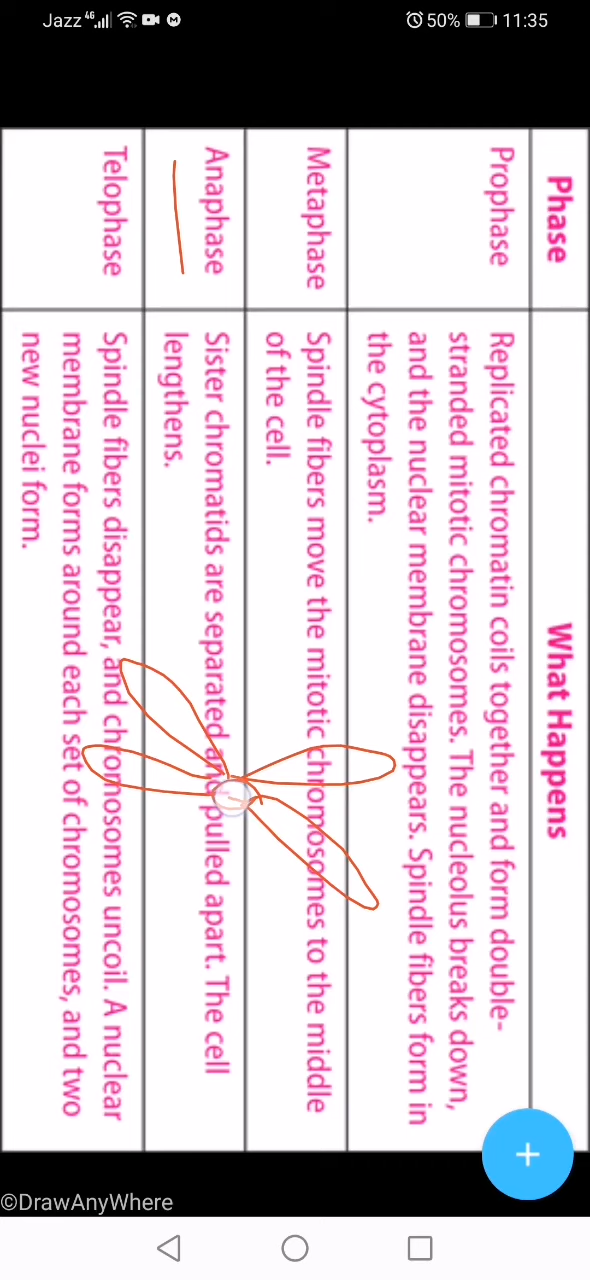 Jazz 4G 50% 11:35
Phase What Happens
Prophase Replicated chromatin coils together and form double-
stranded mitotic chromosomes. The nucleolus breaks down,
and the nuclear membrane disappears. Spindle fibers form in
the cytoplasm.
Metaphase Spindle fibers move the mitotic chromosomes to the middle
of the cell.
Anaphase Sister chromatids are separated and pulled apart. The cell
lengthens.
Telophase Spindle fibers disappear, and chromosomes uncoil. A nuclear
membrane forms around each set of chromosomes, and two
new nuclei form.
©DrawAnyWhere